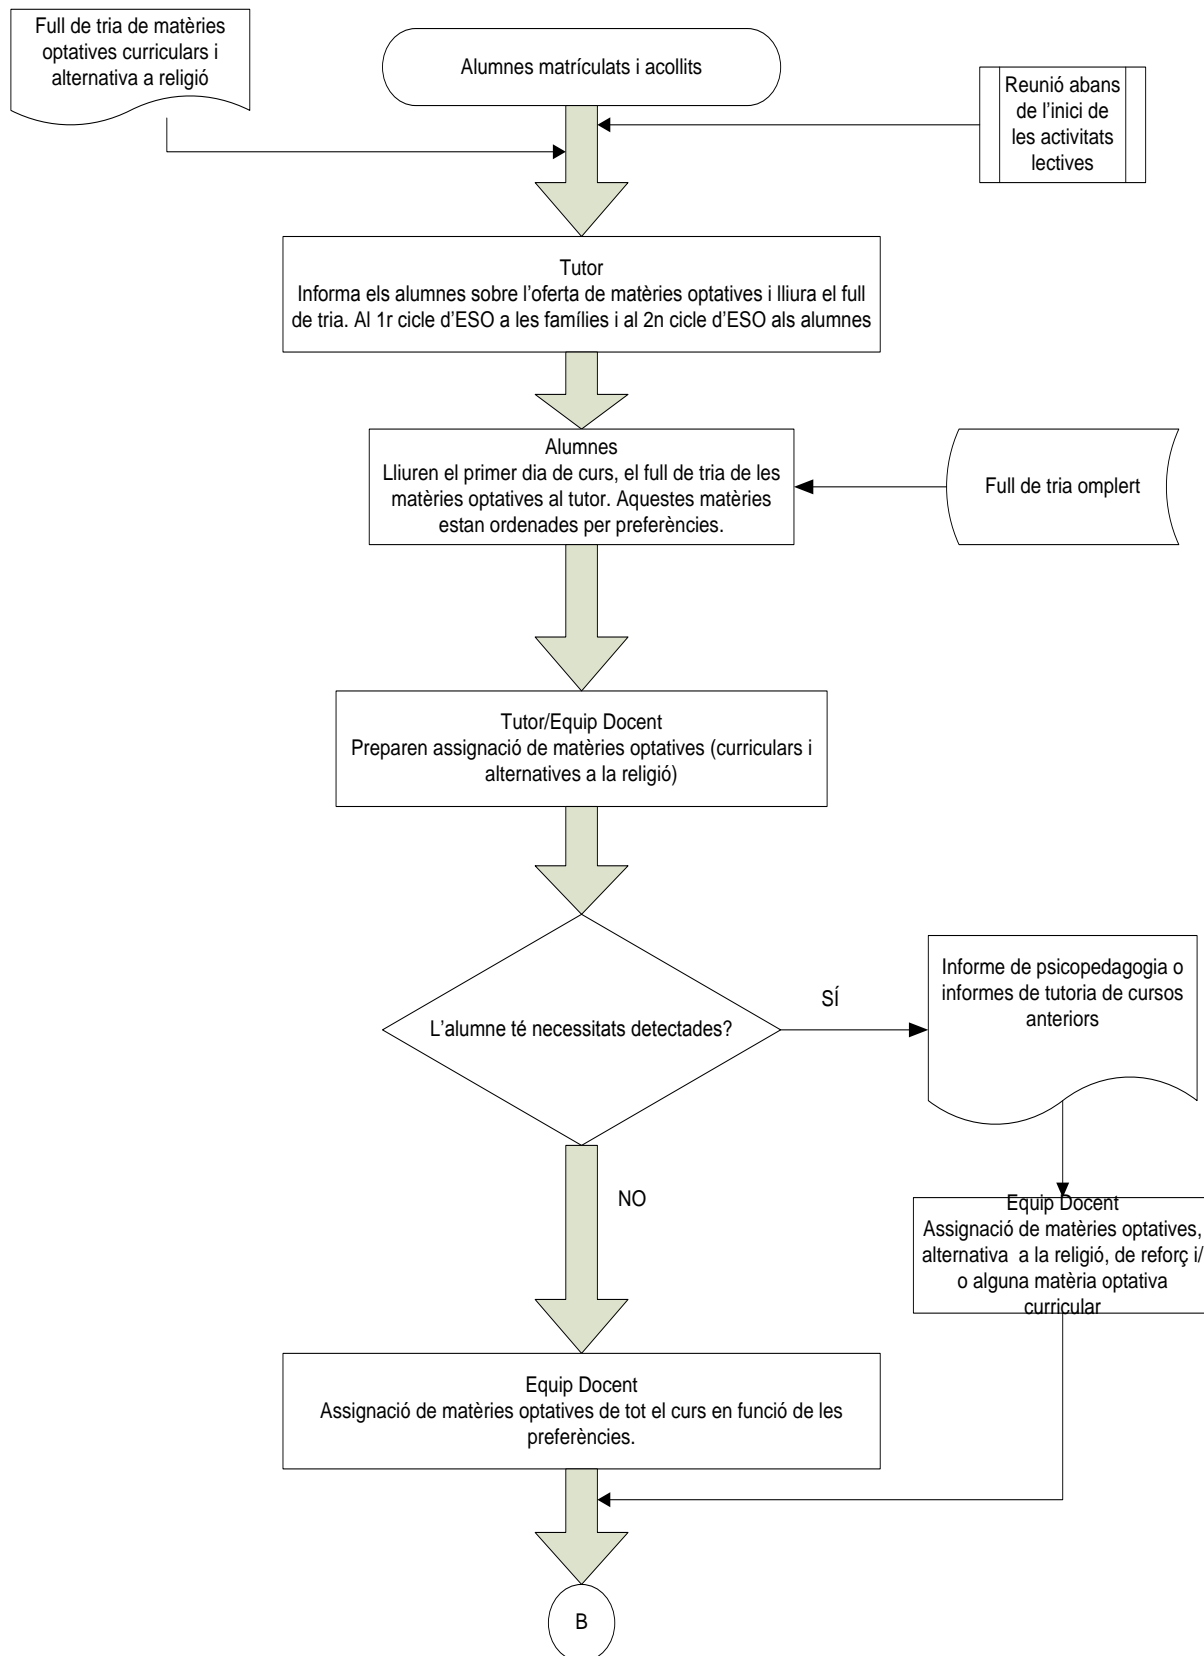 Full de tria de matèries
optatives curriculars i
alternativa a religió
Alumnes matrículats i acollits
Reunió abans
de l’inici de
les activitats
lectives
Tutor
Informa els alumnes sobre l’oferta de matèries optatives i lliura el full
de tria. Al 1r cicle d’ESO a les famílies i al 2n cicle d’ESO als alumnes
Alumnes
Lliuren el primer dia de curs, el full de tria de les
matèries optatives al tutor. Aquestes matèries
estan ordenades per preferències.
Full de tria omplert
Tutor/Equip Docent
Preparen assignació de matèries optatives (curriculars i
alternatives a la religió)
L’alumne té necessitats detectades?
SÍ
Informe de psicopedagogia o
informes de tutoria de cursos
anteriors
NO
Equip Docent
Assignació de matèries optatives,
alternativa a la religió, de reforç i/
o alguna matèria optativa
curricular
Equip Docent
Assignació de matèries optatives de tot el curs en funció de les
preferències.
B